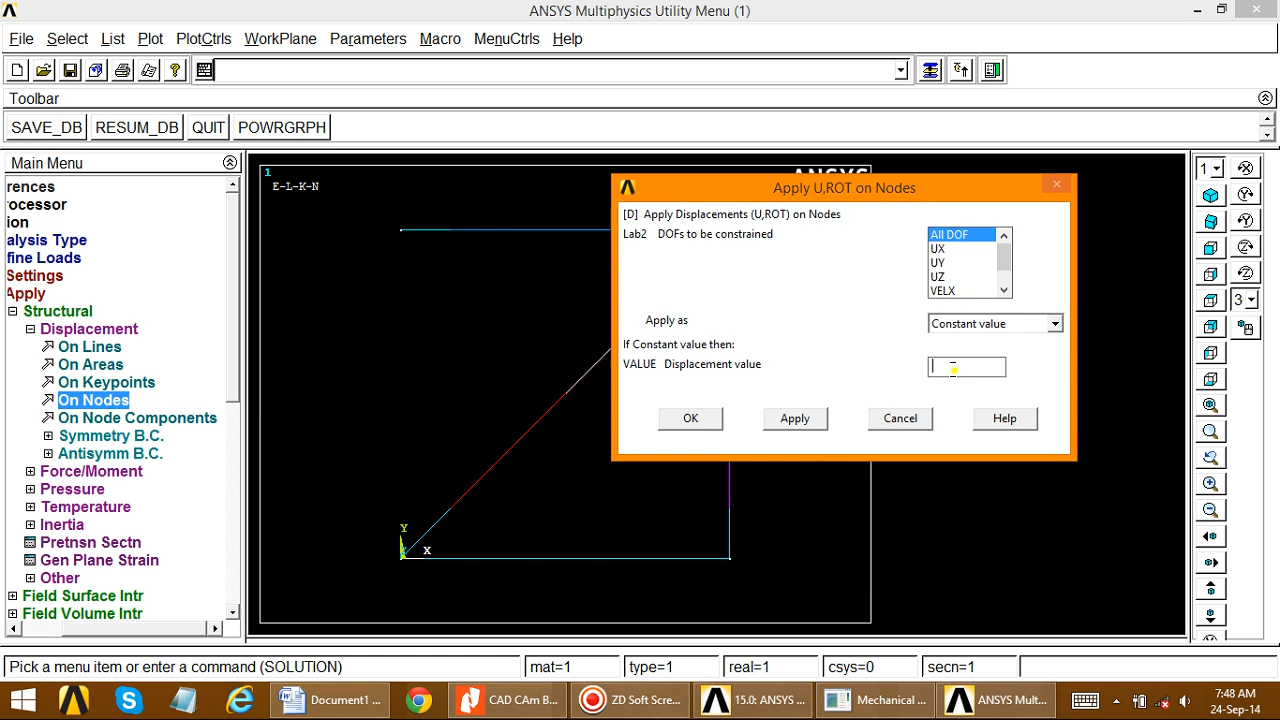 ANSYS Multiphysics Utility Menu (1)
File Select List Plot PlotCtrls WorkPlane Parameters Macro MenuCtrls Help
Toolbar
SAVE_DB RESUM_DB QUIT POWRGRPH
Main Menu
rences
rocessor
ion
alysis Type
fine Loads
Settings
Apply
Structural
Displacement
On Lines
On Areas
On Keypoints
On Nodes
On Node Components
Symmetry B.C.
Antisymm B.C.
Force/Moment
Pressure
Temperature
Inertia
Pretnsn Sectn
Gen Plane Strain
Other
Field Surface Intr
Field Volume Intr
1
E-L-K-N
ANSYS
Y
X
Apply U,ROT on Nodes
[D] Apply Displacements (U,ROT) on Nodes
Lab2 DOFs to be constrained
All DOF
UX
UY
UZ
VELX
Apply as
Constant value
If Constant value then:
VALUE Displacement value
OK Apply Cancel Help
1
3
Pick a menu item or enter a command (SOLUTION) mat=1 type=1 real=1 csys=0 secn=1
Document1 ... CAD CAm B... ZD Soft Scre... 15.0: ANSYS ... Mechanical ... ANSYS Mult...
7:48 AM
24-Sep-14